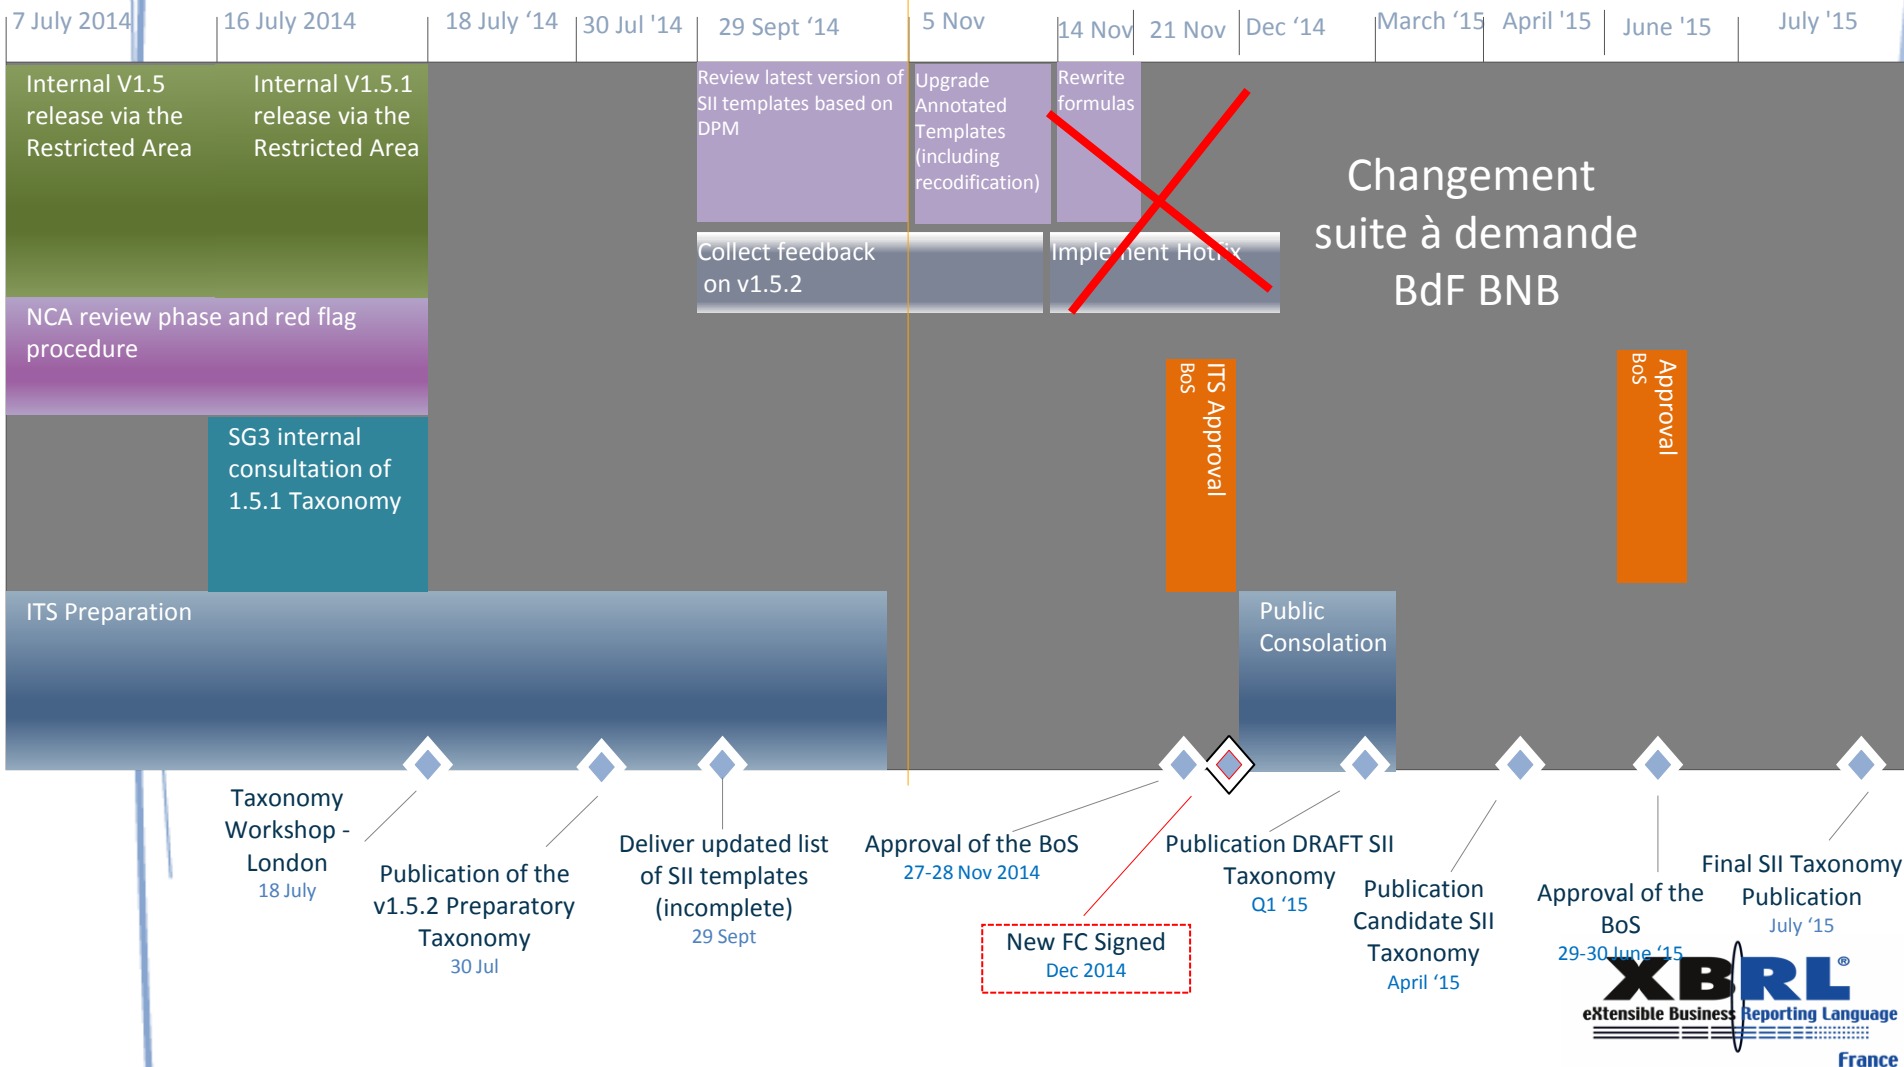 7 July 2014
16 July 2014
18 July ‘14
30 Jul '14
29 Sept ‘14
5 Nov
14 Nov
21 Nov
Dec ‘14
March ‘15
April '15
June '15
July '15
Internal V1.5
release via the
Restricted Area
Internal V1.5.1
release via the
Restricted Area
Review latest version of
SII templates based on
DPM
Upgrade
Annotated
Templates
(including
recodification)
Rewrite
formulas
Changement
suite à demande
BdF BNB
Collect feedback
on v1.5.2
Implement Hotfix
NCA review phase and red flag
procedure
ITS Approval
BoS
Approval
BoS
SG3 internal
consultation of
1.5.1 Taxonomy
ITS Preparation
Public
Consolation
Taxonomy
Workshop -
London
18 July
Publication of the
v1.5.2 Preparatory
Taxonomy
30 Jul
Deliver updated list
of SII templates
(incomplete)
29 Sept
Approval of the BoS
27-28 Nov 2014
New FC Signed
Dec 2014
Publication DRAFT SII
Taxonomy
Q1 ‘15
Publication
Candidate SII
Taxonomy
April ‘15
Approval of the
BoS
29-30 June ‘15
Final SII Taxonomy
Publication
July ‘15
XBRL®
eXtensible Business Reporting Language
France